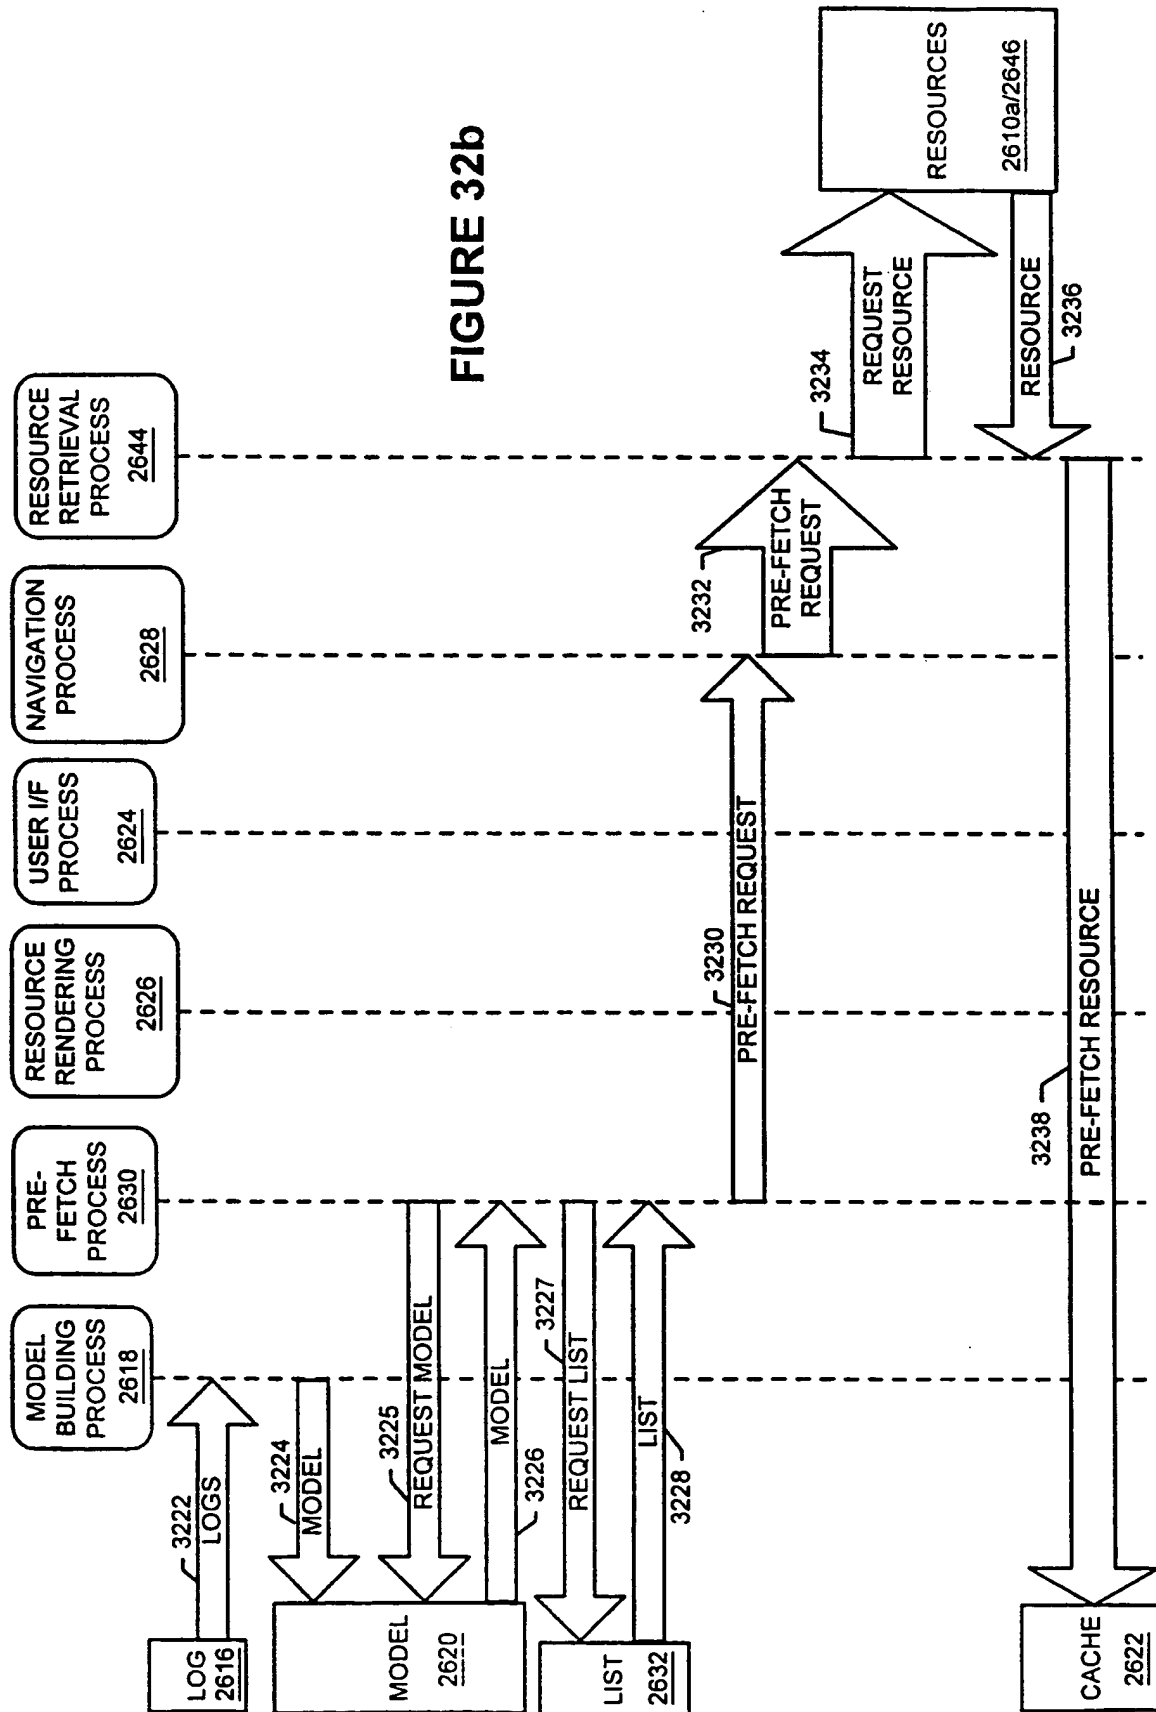 FIGURE 32b
MODEL
BUILDING
PROCESS
2618
PRE-
FETCH
PROCESS
2630
RESOURCE
RENDERING
PROCESS
2626
USER I/F
PROCESS
2624
NAVIGATION
PROCESS
2628
RESOURCE
RETRIEVAL
PROCESS
2644
LOG
2616
3222
LOGS
3224
MODEL
MODEL
2620
3225
REQUEST MODEL
MODEL
3226
LIST
2632
3227
REQUEST LIST
LIST
3228
3230
PRE-FETCH REQUEST
3232
PRE-FETCH
REQUEST
3234
REQUEST
RESOURCE
RESOURCES
2610a/2646
RESOURCE
3236
3238
PRE-FETCH RESOURCE
CACHE
2622